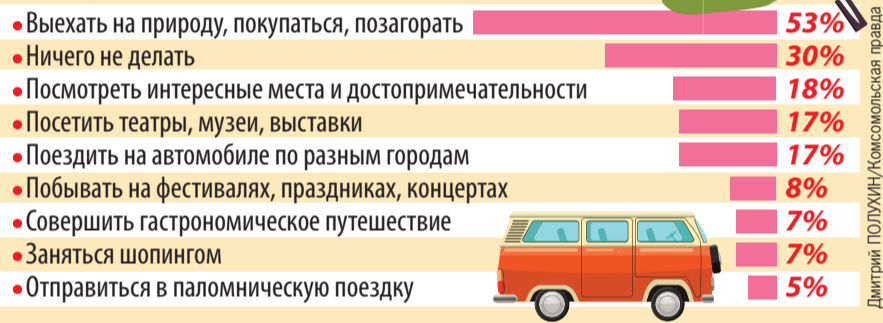 • Выехать на природу, покупаться, позагорать 53%
• Ничего не делать 30%
• Посмотреть интересные места и достопримечательности 18%
• Посетить театры, музеи, выставки 17%
• Поездить на автомобиле по разным городам 17%
• Побывать на фестивалях, праздниках, концертах 8%
• Совершить гастрономическое путешествие 7%
• Заняться шопингом 7%
• Отправиться в паломническую поездку 5%
Дмитрий ПОЛУХИН/Комсомольская правда